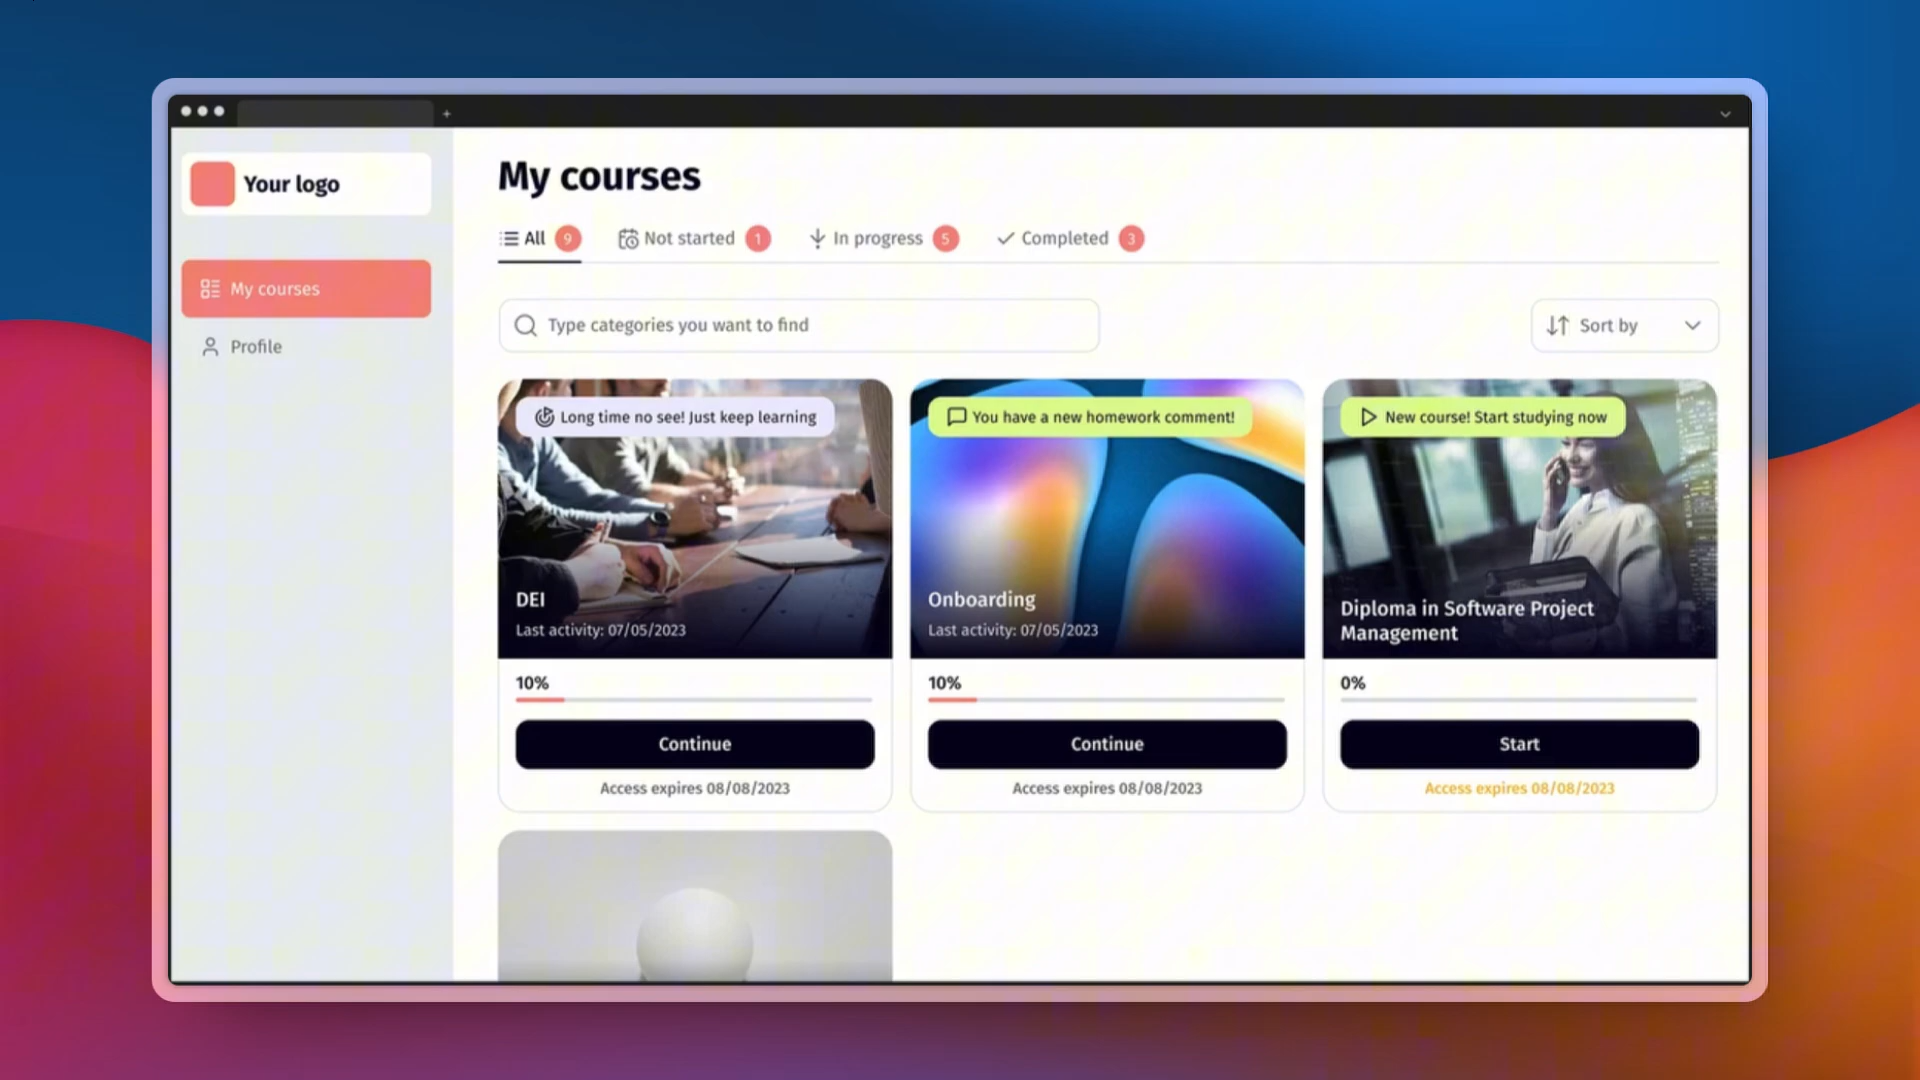 Your logo
My courses
Profile
My courses
All 9 Not started 1 In progress 5 Completed 3
Type categories you want to find
Sort by
Long time no see! Just keep learning
DEI
Last activity: 07/05/2023
10%
Continue
Access expires 08/08/2023
You have a new homework comment!
Onboarding
Last activity: 07/05/2023
10%
Continue
Access expires 08/08/2023
New course! Start studying now
Diploma in Software Project
Management
0%
Start
Access expires 08/08/2023